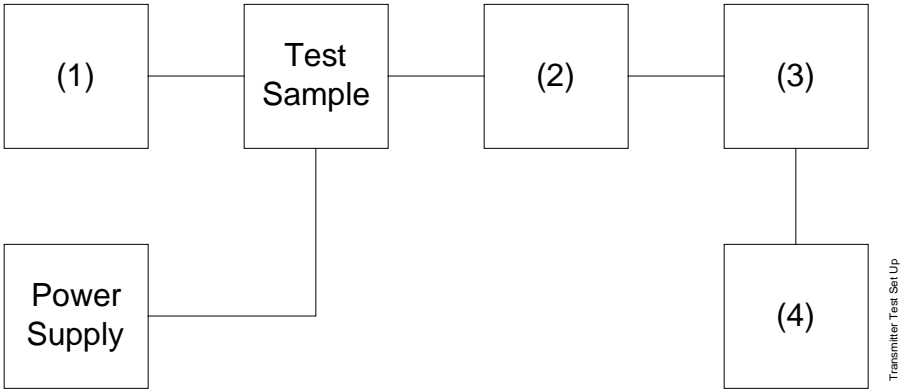 (1)
Test
Sample
(2)
(3)
Power
Supply
(4)
Transmitter Test Set Up